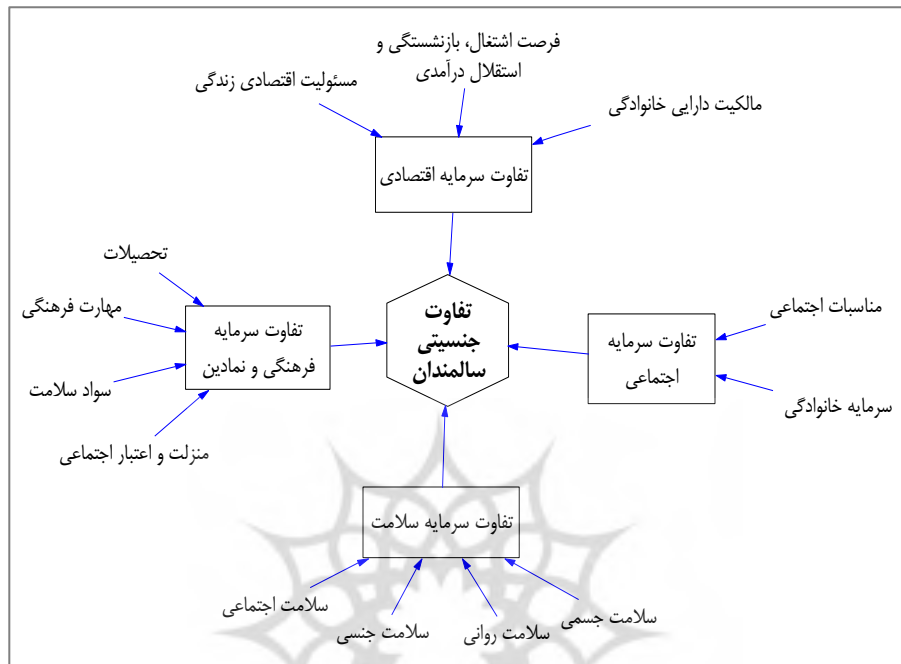 فرصت اشتغال، بازنشستگی و
استقلال درآمدی
مسئولیت اقتصادی زندگی
مالکیت دارایی خانوادگی
تفاوت سرمایه اقتصادی
تحصیلات
مهارت فرهنگی
سواد سلامت
منزلت و اعتبار اجتماعی
تفاوت سرمایه
فرهنگی و نمادین
تفاوت
جنسیتی
سالمندان
تفاوت سرمایه
اجتماعی
مناسبات اجتماعی
سرمایه خانوادگی
تفاوت سرمایه سلامت
سلامت جسمی
سلامت روانی
سلامت جنسی
سلامت اجتماعی